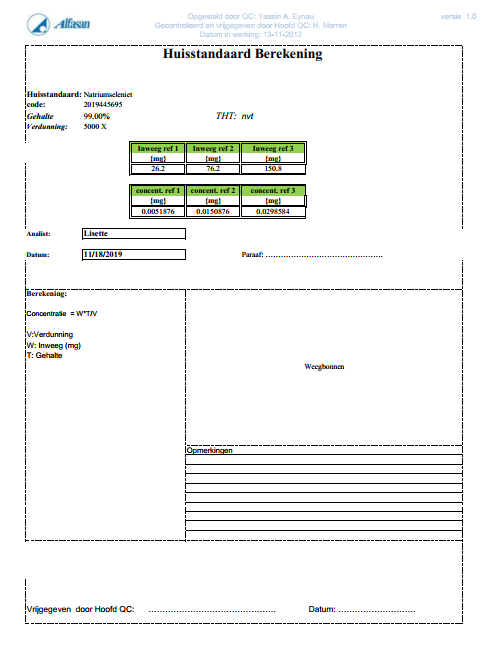 Alfasan
Opgesteld door QC: Yassin A. Eynau
versie 1.0
Gecontroleerd en vrijgegeven door Hoofd QC: H. Morren
Datum in werking: 13-11-2012
Huisstandaard Berekening
Huisstandaard: Natriumseleniet
code: 2019445695
Gehalte 99.00% THT: nvt
Verdunning: 5000 X
Inweeg ref 1 Inweeg ref 2 Inweeg ref 3
{mg} {mg} {mg}
26.2 76.2 150.8
concent. ref 1 concent. ref 2 concent. ref 3
{mg} {mg} {mg}
0.0051876 0.0150876 0.0298584
Analist: Lisette
Datum: 11/18/2019 Paraaf: ……………………………………
Berekening:
Concentratie = W*T/V
V:Verdunning
W: Inweeg (mg)
T: Gehalte
Weegbonnen
Opmerkingen
Vrijgegeven door Hoofd QC: ………………………………………… Datum: ………………………